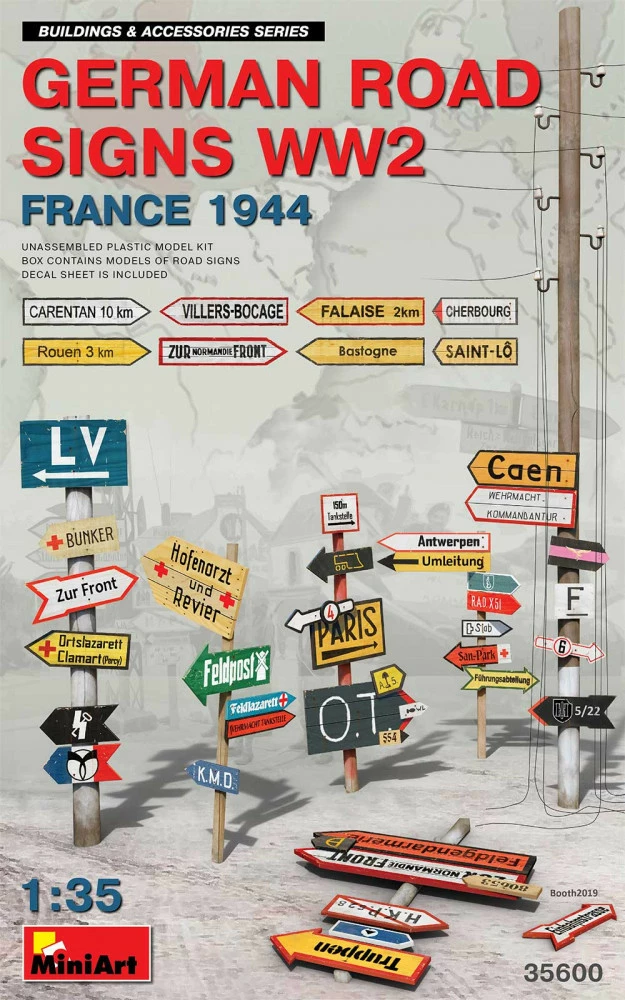 BUILDINGS & ACCESSORIES SERIES
GERMAN ROAD
SIGNS WW2
FRANCE 1944
UNASSEMBLED PLASTIC MODEL KIT
BOX CONTAINS MODELS OF ROAD SIGNS
DECAL SHEET IS INCLUDED
CARENTAN 10 km
VILLERS-BOCAGE
FALAISE 2km
CHERBOURG
Rouen 3 km
ZUR NORMANDIE FRONT
Bastogne
SAINT-LÔ
LV
BUNKER
Zur Front
Ortslazarett
Clamart (Percy)
Hofenarzt
und
Revier
Feldpost
Feldlazarett
WEHRMACHT TANKSTELLE
K.M.D.
150m
Tankstelle
Antwerpen
Umleitung
4
PARIS
O.T.
A.S.
554
Caen
WEHRMACHT
KOMMANDANTUR
R.A.D. X51
Stab
San-Park
Führungsabteilung
F
6
5/22
Feldgendarmerie
ZUR NORMANDIE FRONT
80053
H.K.P. 628
Truppen
Booth2019
1:35
MiniArt
35600